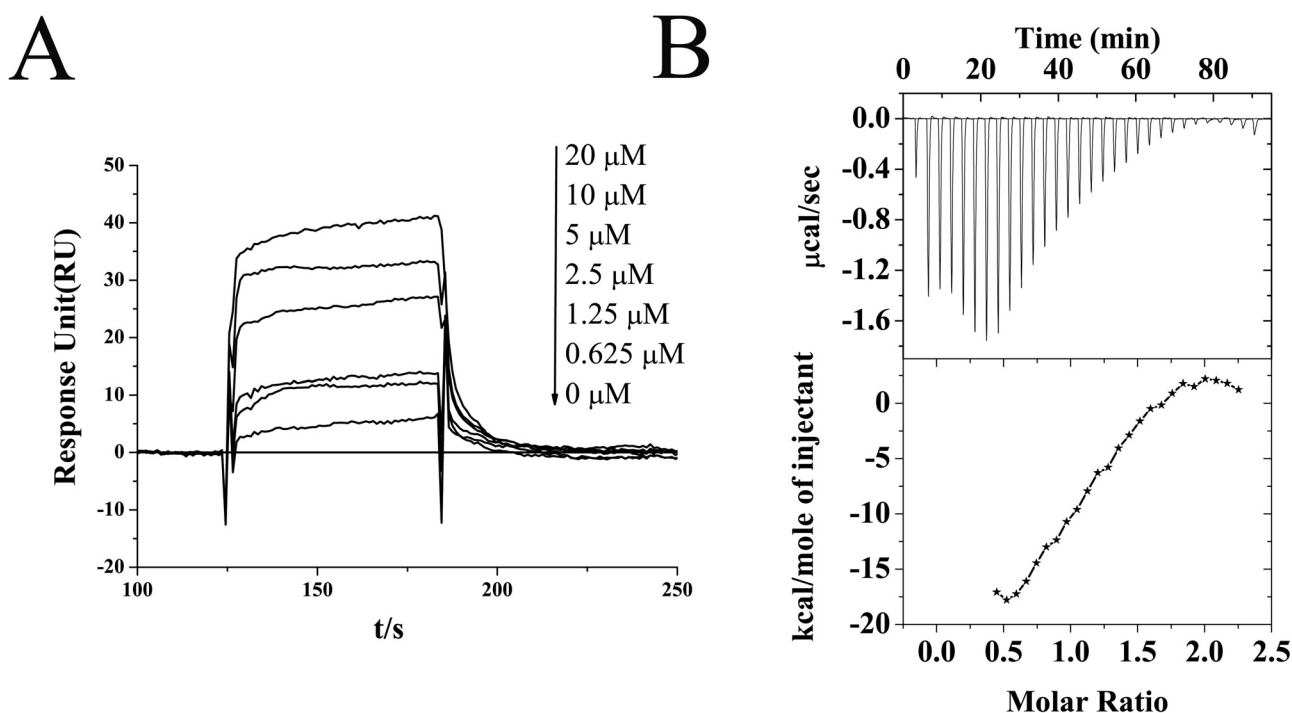 A
50
40
30
20
10
0
-10
-20
Response Unit(RU)
100
150
200
250
t/s
20 μM
10 μM
5 μM
2.5 μM
1.25 μM
0.625 μM
0 μM
B
Time (min)
0 20 40 60 80
0.0
-0.4
-0.8
-1.2
-1.6
μcal/sec
0
-5
-10
-15
-20
kcal/mole of injectant
0.0 0.5 1.0 1.5 2.0 2.5
Molar Ratio